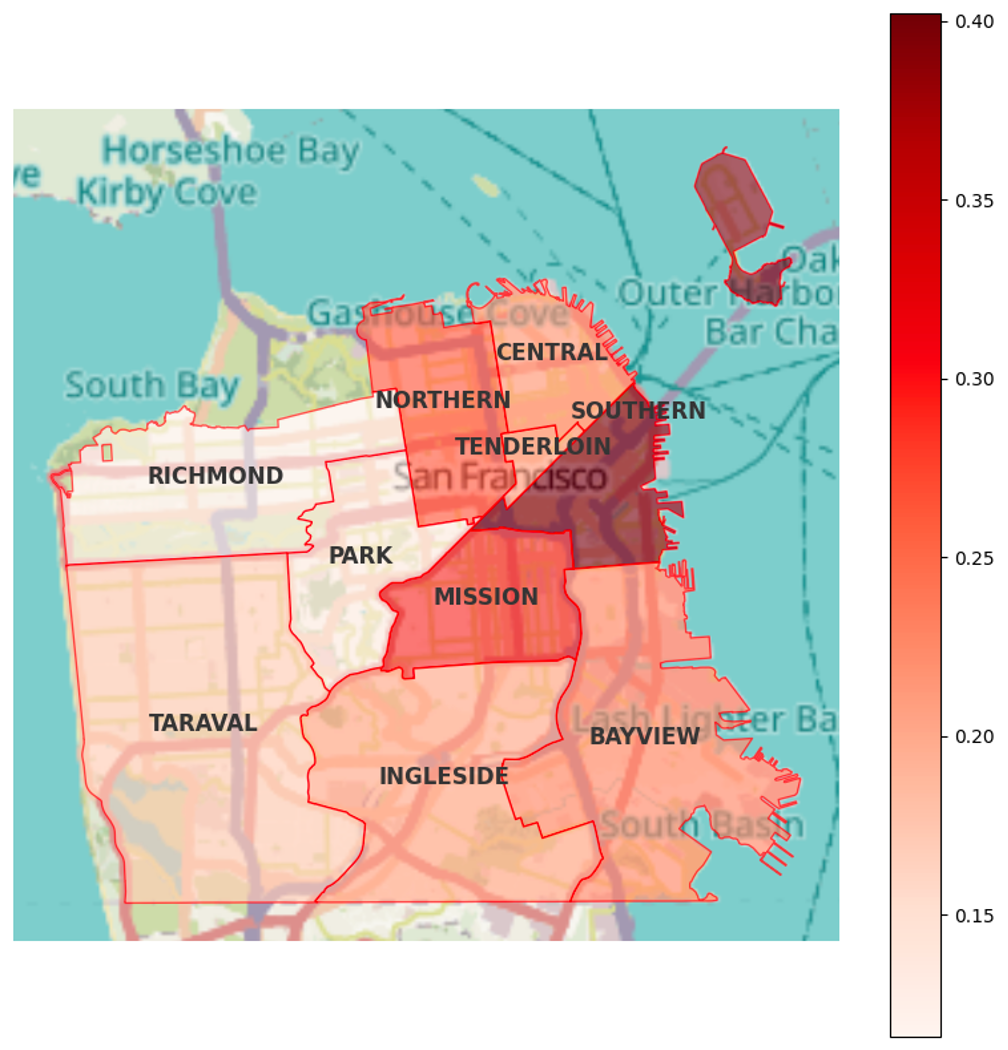 0.40
Horseshoe Bay
ve
Kirby Cove
0.35
Oak
Outer Harbor
Gashouse Cove
Bar Cha
CENTRAL
0.30
South Bay
NORTHERN
SOUTHERN
TENDERLOIN
RICHMOND
San Francisco
0.25
PARK
MISSION
TARAVAL
Lash Lighter Ba
BAYVIEW
0.20
INGLESIDE
South Basin
0.15